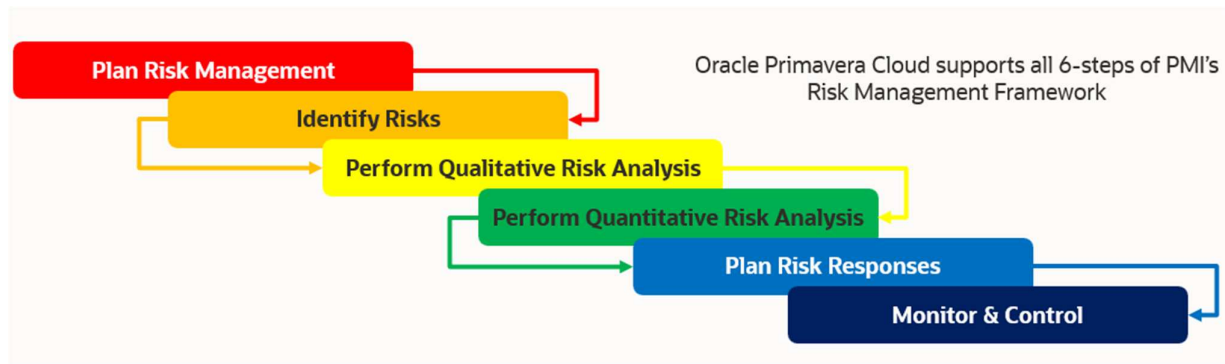 Plan Risk Management
Oracle Primavera Cloud supports all 6-steps of PMI's
Risk Management Framework
Identify Risks
Perform Qualitative Risk Analysis
Perform Quantitative Risk Analysis
Plan Risk Responses
Monitor & Control